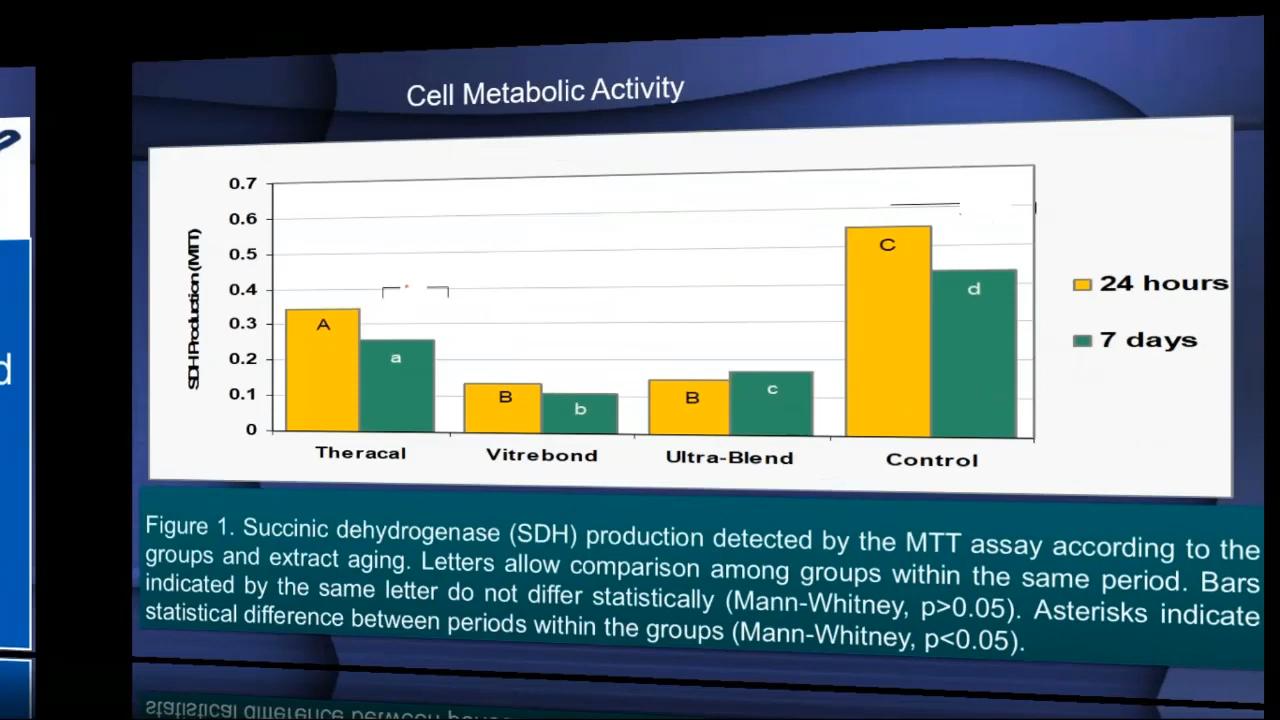 Cell Metabolic Activity
0.7
0.6
0.5
0.4
0.3
0.2
0.1
0
SDH Production (MTT)
A
a
B
b
B
c
C
d
24 hours
7 days
Theracal
Vitrebond
Ultra-Blend
Control
Figure 1. Succinic dehydrogenase (SDH) production detected by the MTT assay according to the
groups and extract aging. Letters allow comparison among groups within the same period. Bars
indicated by the same letter do not differ statistically (Mann-Whitney, p>0.05). Asterisks indicate
statistical difference between periods within the groups (Mann-Whitney, p<0.05).
d